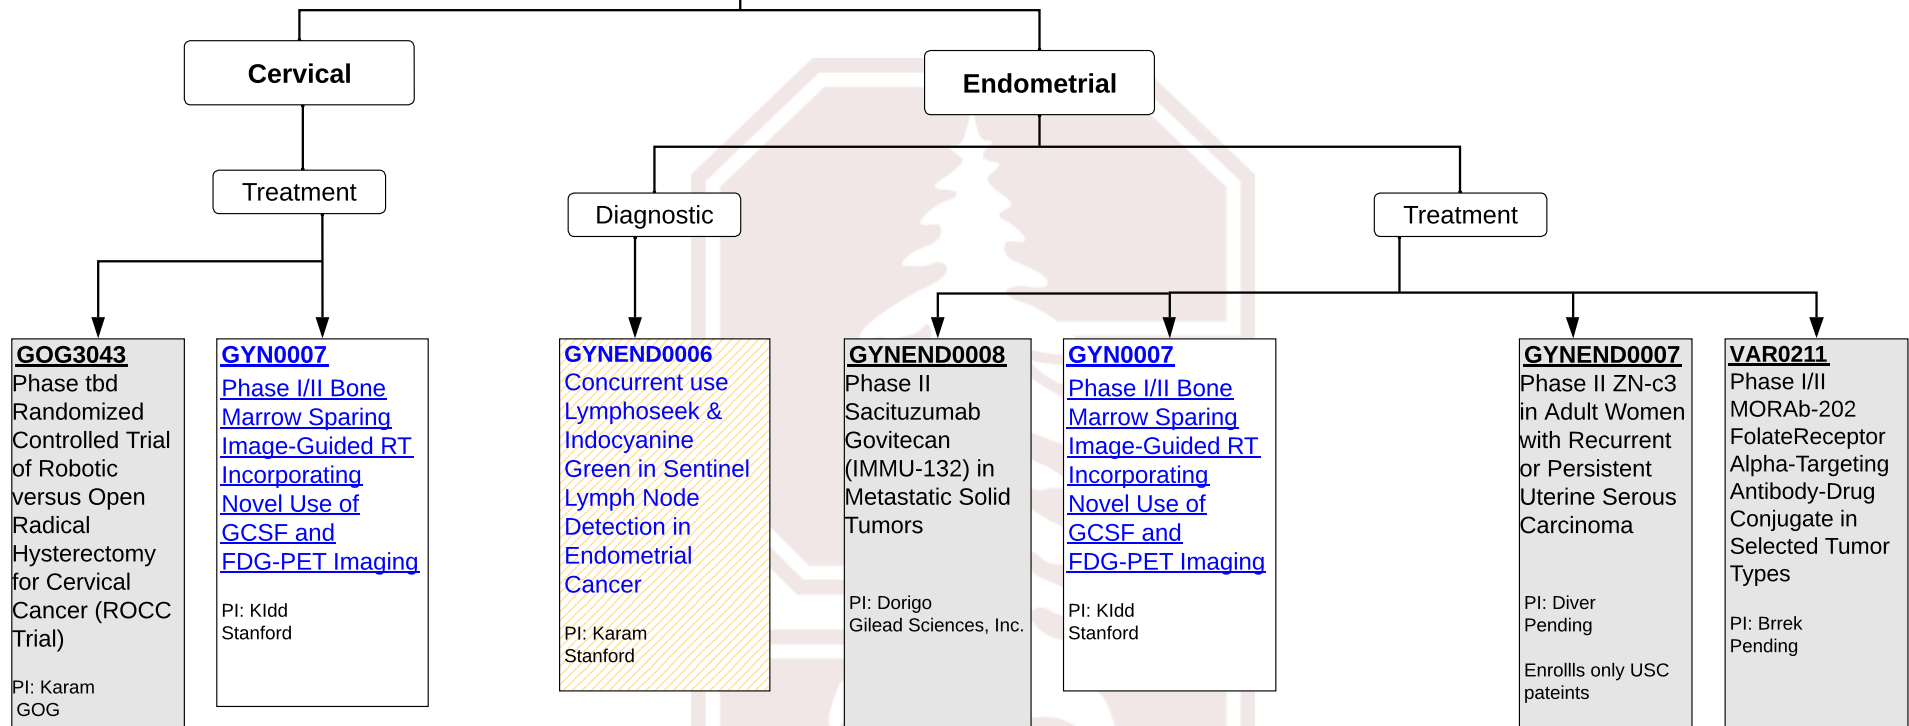 Cervical
Endometrial
Treatment
Diagnostic
Treatment
GOG3043
Phase tbd
Randomized
Controlled Trial
of Robotic
versus Open
Radical
Hysterectomy
for Cervical
Cancer (ROCC
Trial)
PI: Karam
GOG
GYN0007
Phase I/II Bone
Marrow Sparing
Image-Guided RT
Incorporating
Novel Use of
GCSF and
FDG-PET Imaging
PI: KIdd
Stanford
GYNEND0006
Concurrent use
Lymphoseek &
Indocyanine
Green in Sentinel
Lymph Node
Detection in
Endometrial
Cancer
PI: Karam
Stanford
GYNEND0008
Phase II
Sacituzumab
Govitecan
(IMMU-132) in
Metastatic Solid
Tumors
PI: Dorigo
Gilead Sciences, Inc.
GYN0007
Phase I/II Bone
Marrow Sparing
Image-Guided RT
Incorporating
Novel Use of
GCSF and
FDG-PET Imaging
PI: KIdd
Stanford
GYNEND0007
Phase II ZN-c3
in Adult Women
with Recurrent
or Persistent
Uterine Serous
Carcinoma
PI: Diver
Pending
Enrollls only USC
pateints
VAR0211
Phase I/II
MORAb-202
FolateReceptor
Alpha-Targeting
Antibody-Drug
Conjugate in
Selected Tumor
Types
PI: Brrek
Pending